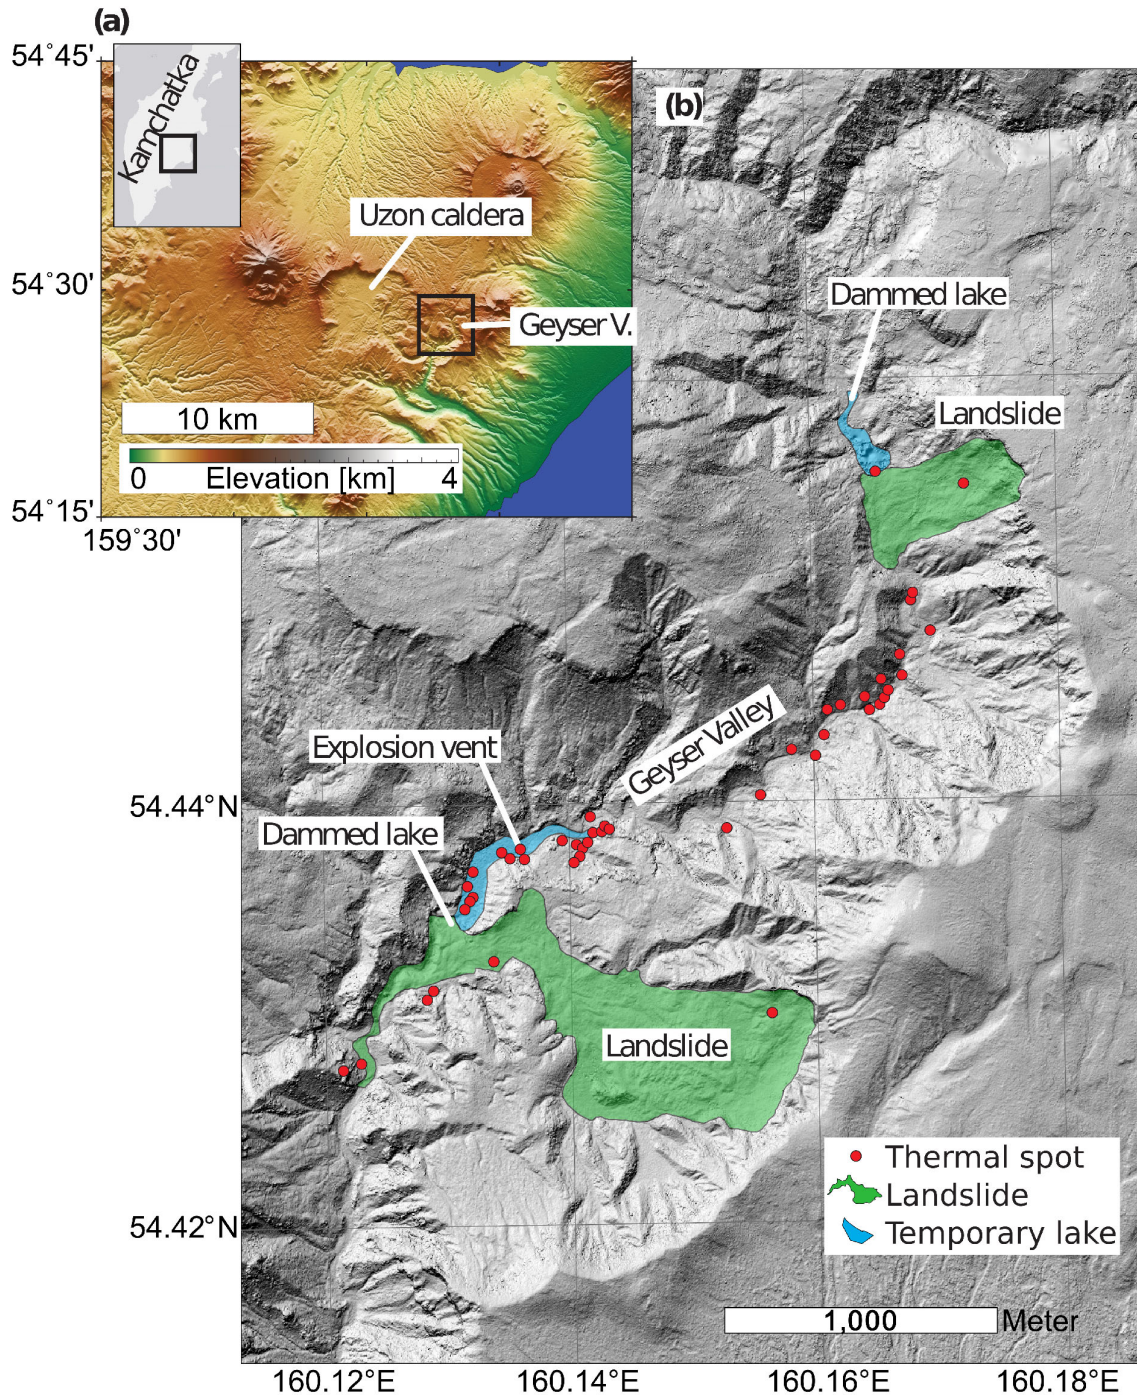 (a)
54°45'
Kamchatka
(b)
Uzon caldera
54°30'
Dammed lake
Geyser V.
10 km
Landslide
0 Elevation [km] 4
54°15'
159°30'
Geyser Valley
Explosion vent
54.44°N
Dammed lake
Landslide
Thermal spot
Landslide
54.42°N
Temporary lake
1,000 Meter
160.12°E 160.14°E 160.16°E 160.18°E